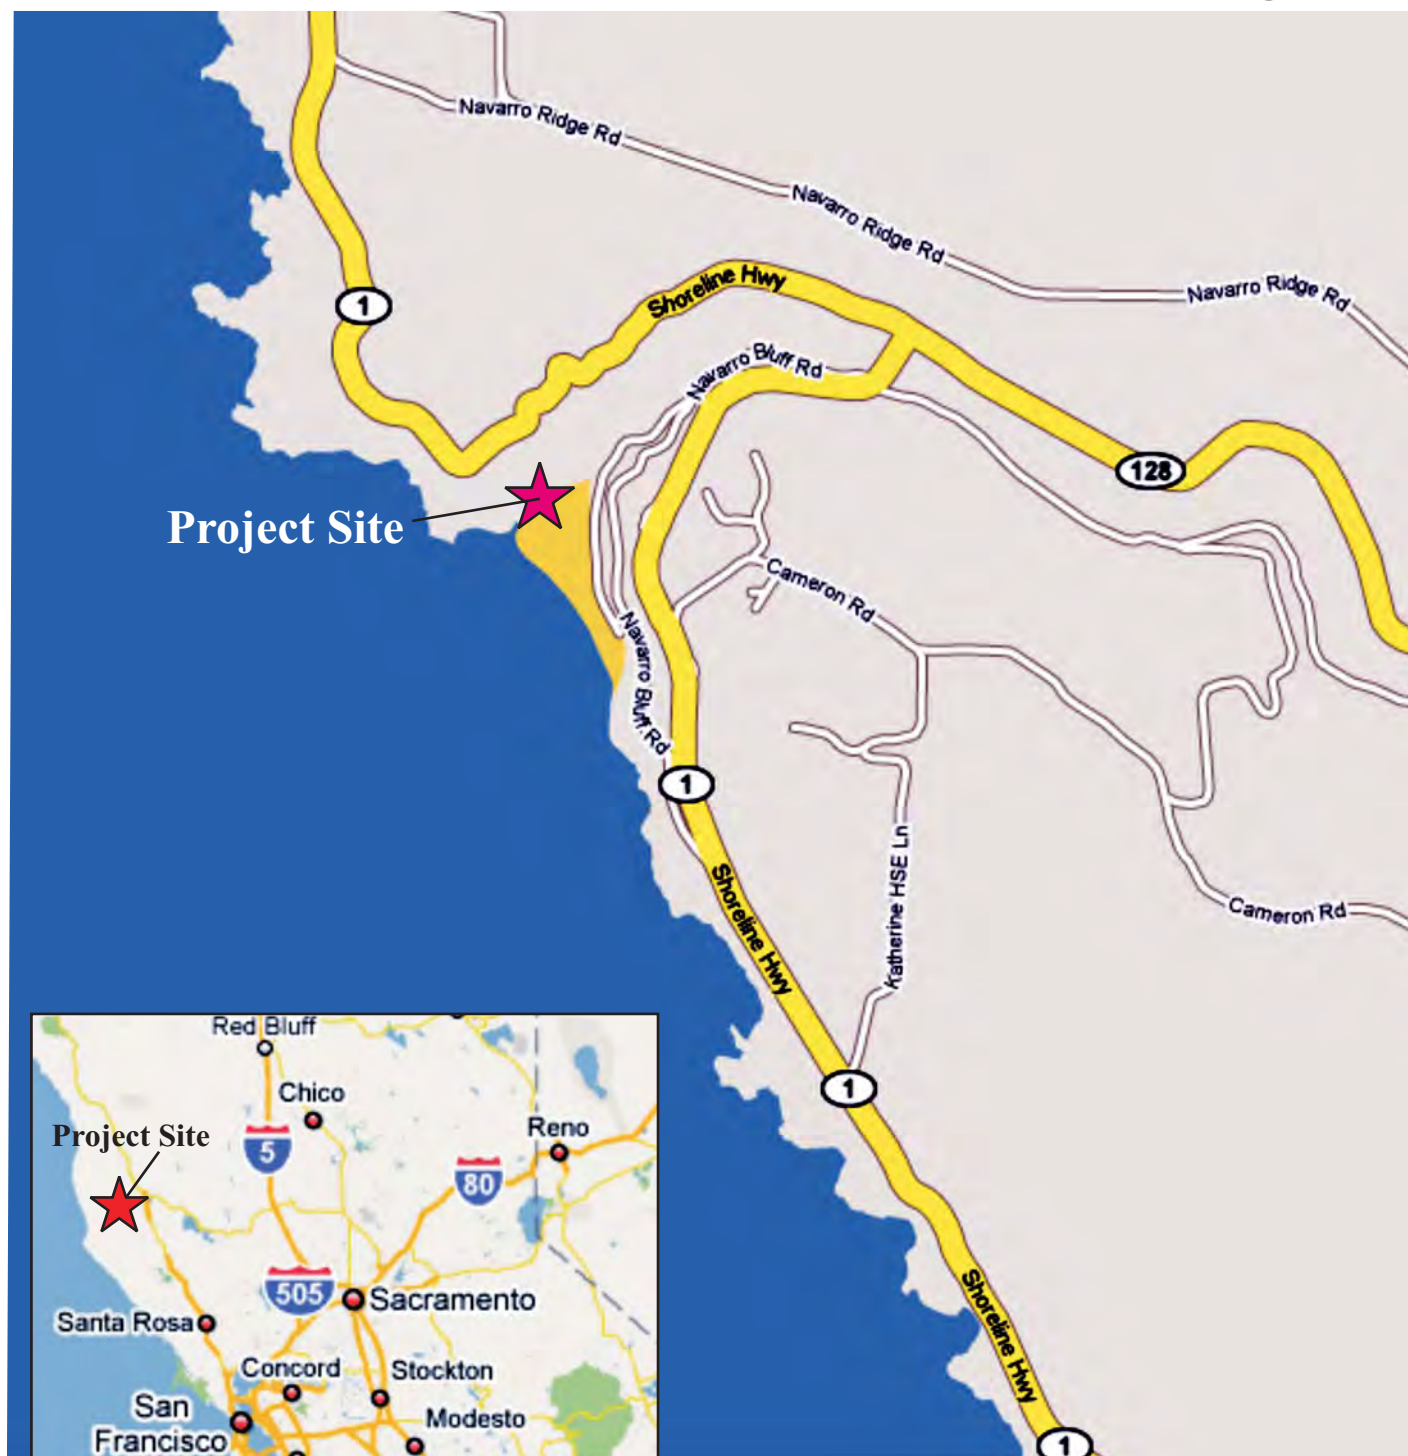 Navarro Ridge Rd
Navarro Ridge Rd
Navarro Ridge Rd
Shoreline Hwy
1
Navarro Bluff Rd
128
Project Site
Cameron Rd
Navarro Bluff Rd
1
Katherine HSE Ln
Shoreline Hwy
Cameron Rd
1
Shoreline Hwy
1
Red Bluff
Chico
Project Site
5
Reno
80
505
Sacramento
Santa Rosa
Concord
Stockton
San
Francisco
Modesto